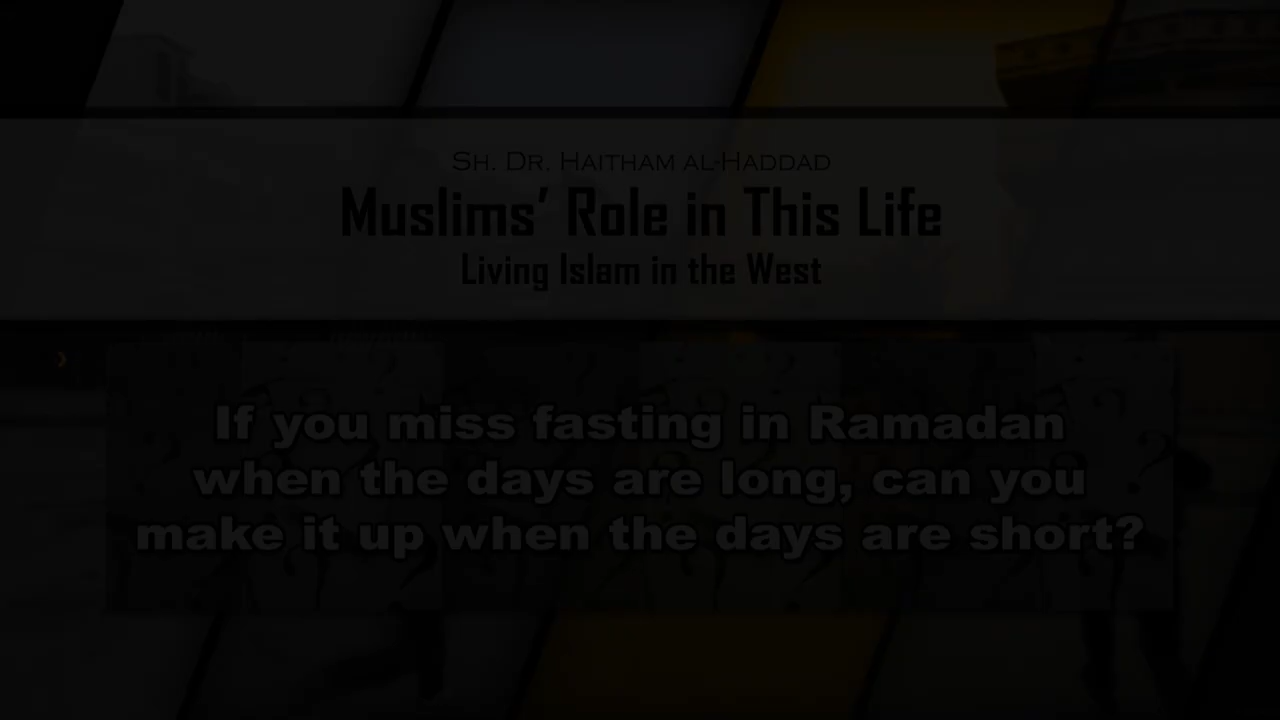 Sh. Dr. Haitham al-Haddad
Muslims' Role in This Life
Living Islam in the West
If you miss fasting in Ramadan
when the days are long, can you
make it up when the days are short?